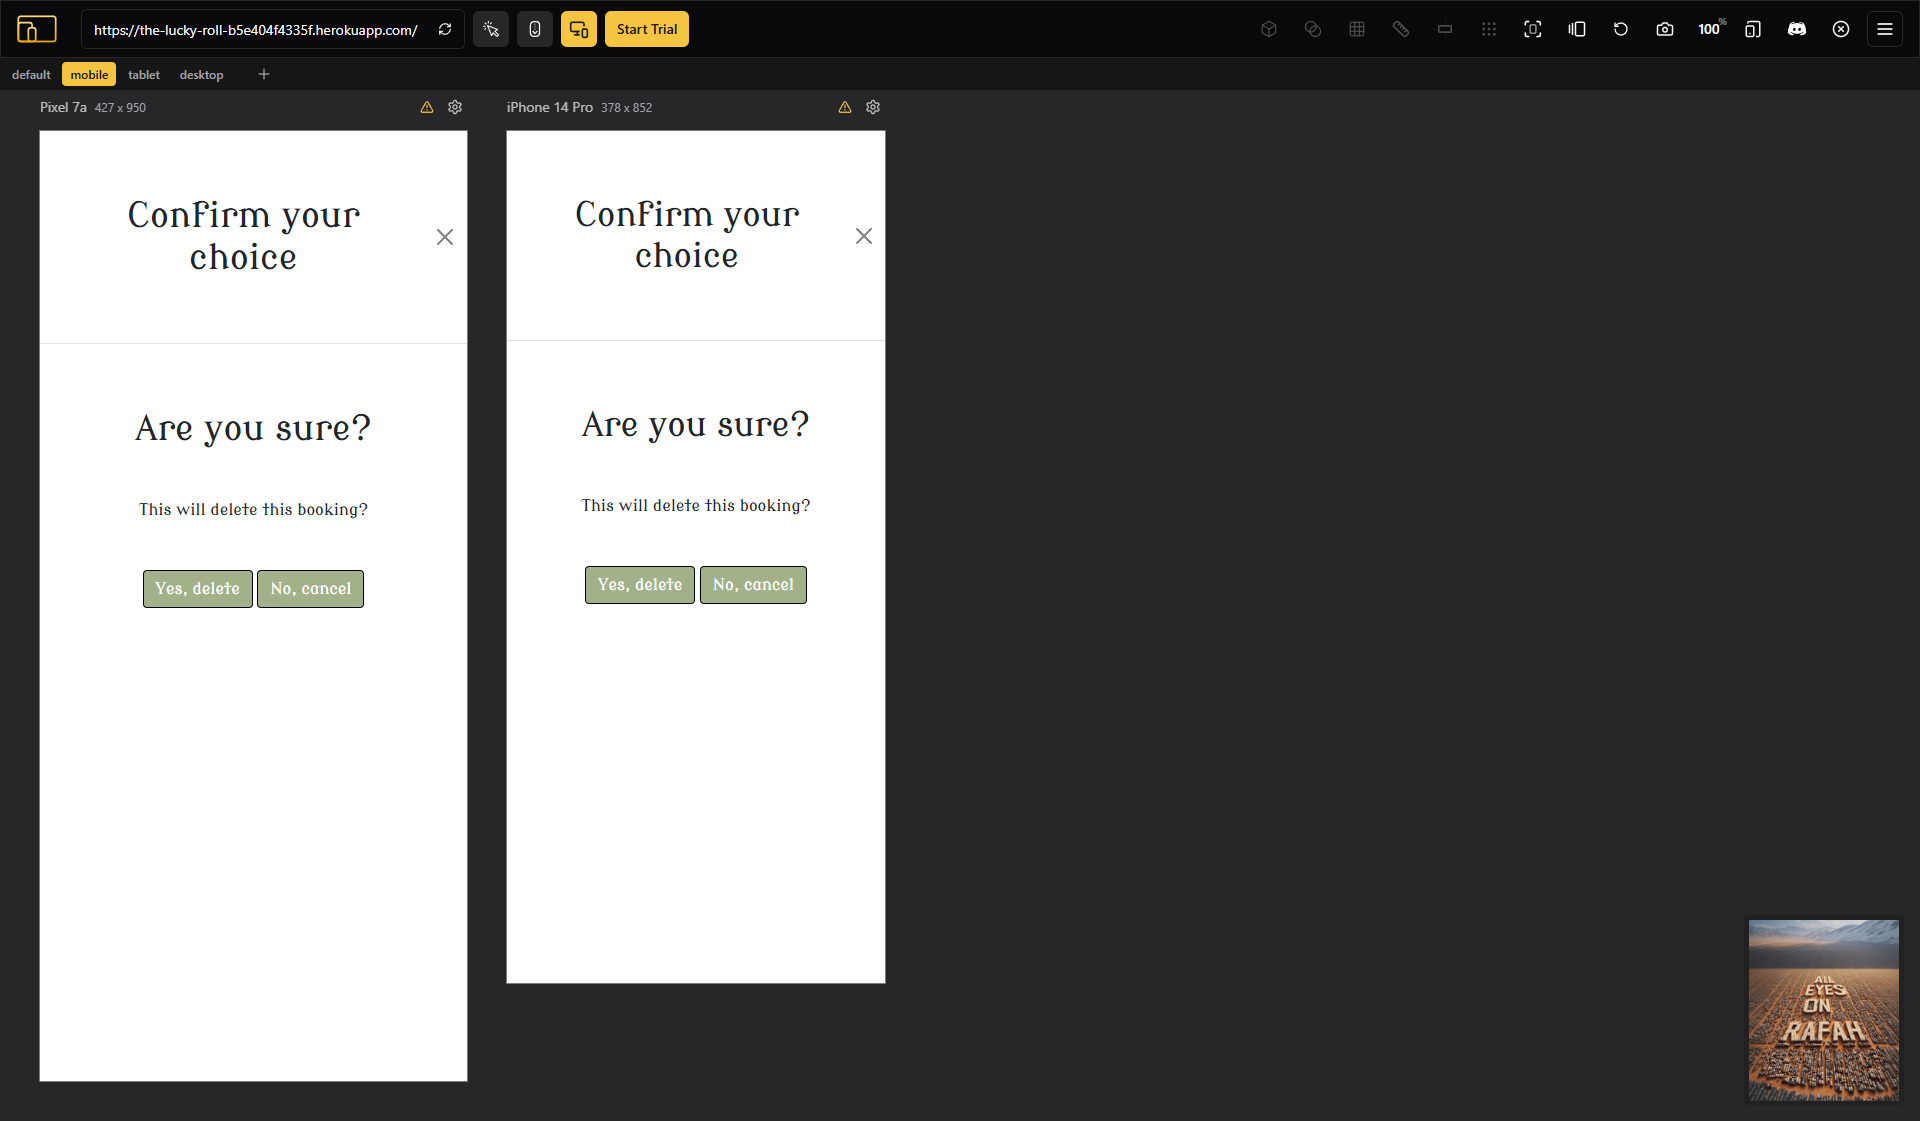 https://the-lucky-roll-b5e404f4335f.herokuapp.com/
Start Trial
100%
default
mobile
tablet
desktop
Pixel 7a 427 x 950
iPhone 14 Pro 378 x 852
Confirm your
choice
Are you sure?
This will delete this booking?
Yes, delete
No, cancel
Confirm your
choice
Are you sure?
This will delete this booking?
Yes, delete
No, cancel
ALL
EYES
ON
RAFAH